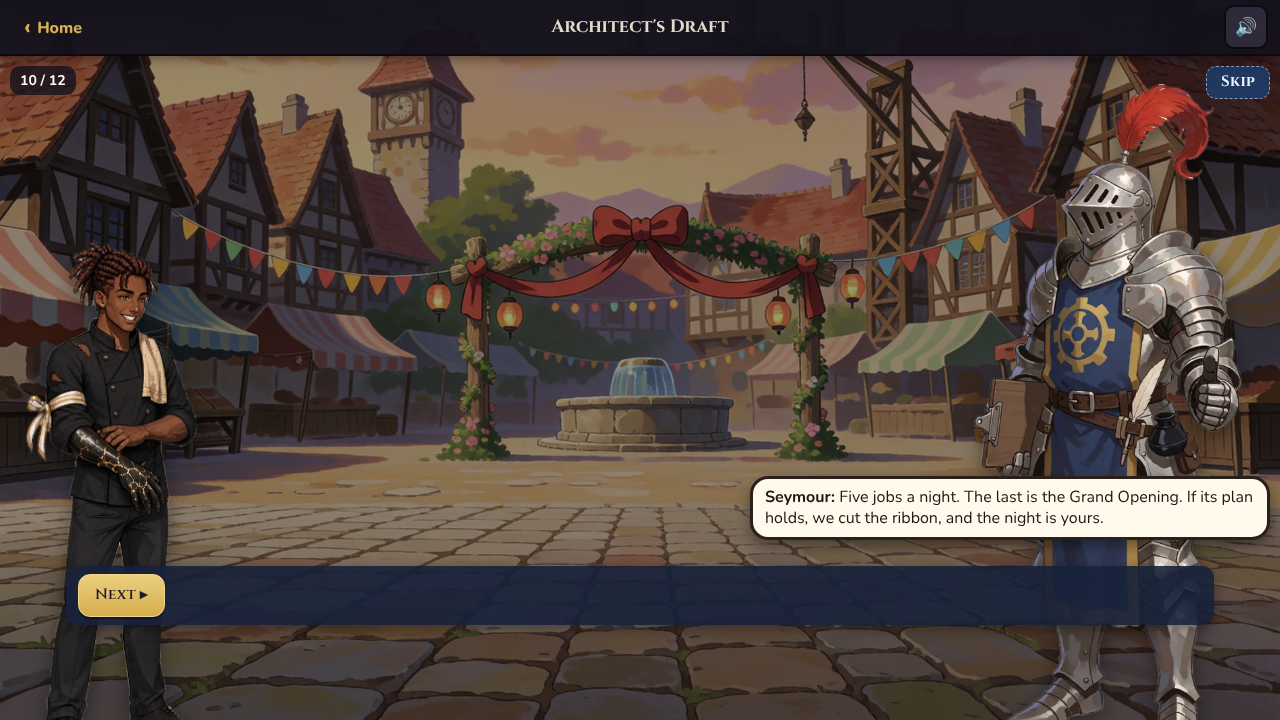 ‹ Home
Architect's Draft
10 / 12
Skip
Seymour: Five jobs a night. The last is the Grand Opening. If its plan
holds, we cut the ribbon, and the night is yours.
Next ▸